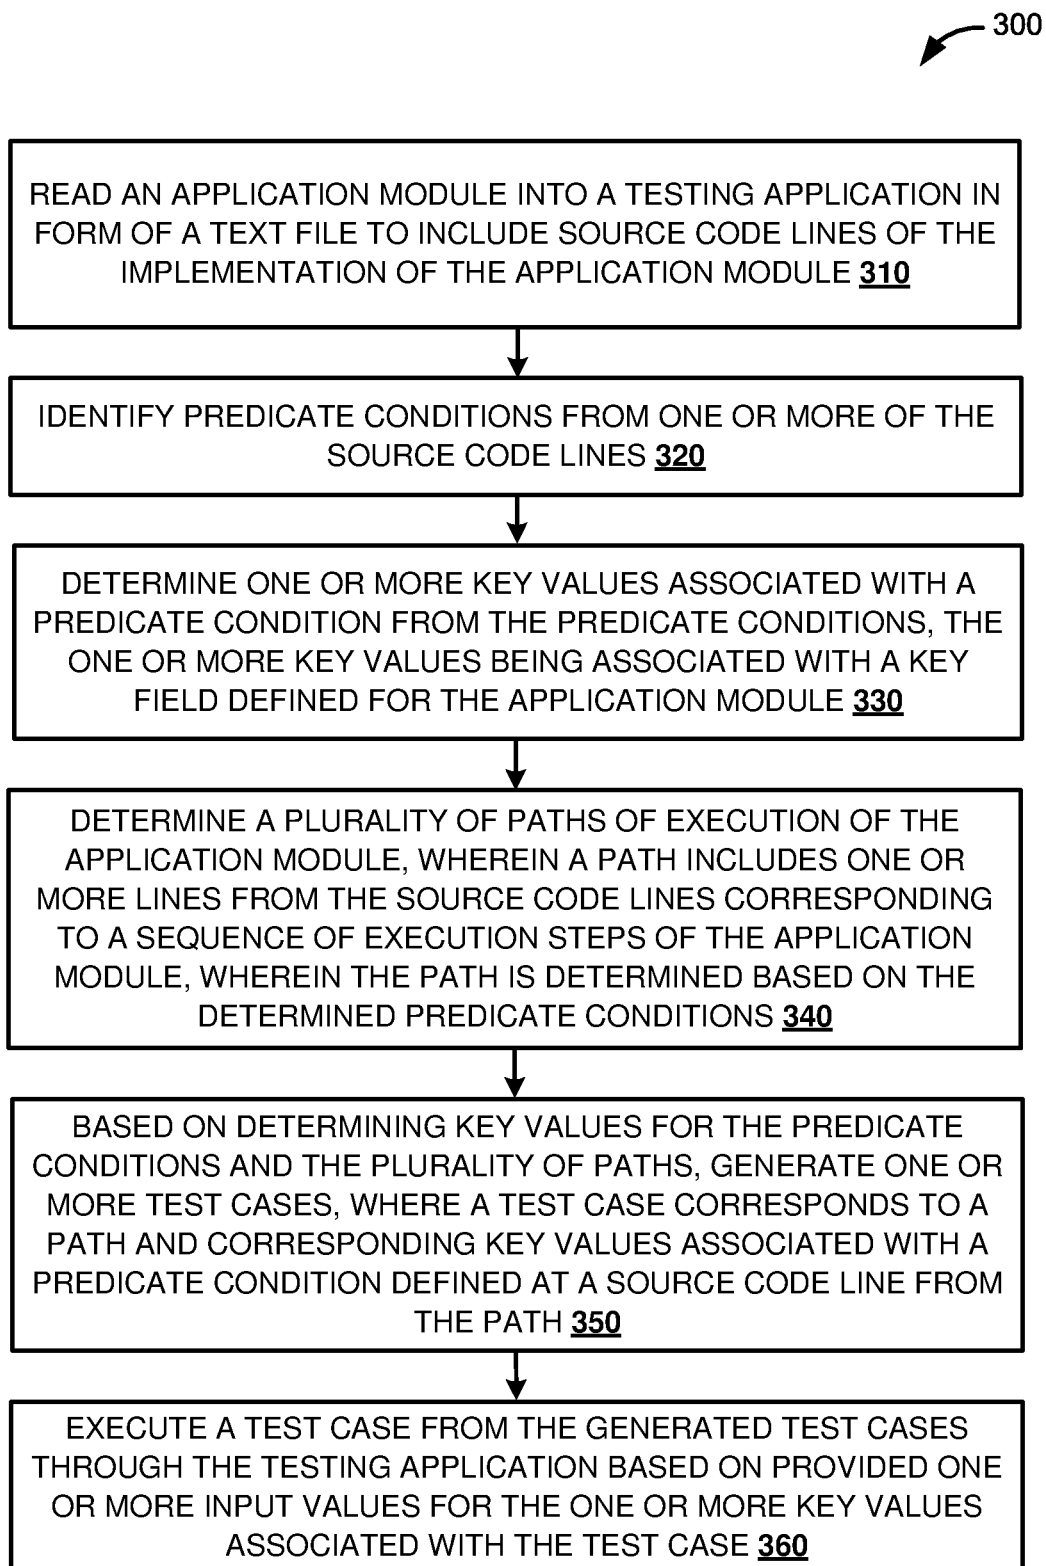 300
READ AN APPLICATION MODULE INTO A TESTING APPLICATION IN
FORM OF A TEXT FILE TO INCLUDE SOURCE CODE LINES OF THE
IMPLEMENTATION OF THE APPLICATION MODULE 310
IDENTIFY PREDICATE CONDITIONS FROM ONE OR MORE OF THE
SOURCE CODE LINES 320
DETERMINE ONE OR MORE KEY VALUES ASSOCIATED WITH A
PREDICATE CONDITION FROM THE PREDICATE CONDITIONS, THE
ONE OR MORE KEY VALUES BEING ASSOCIATED WITH A KEY
FIELD DEFINED FOR THE APPLICATION MODULE 330
DETERMINE A PLURALITY OF PATHS OF EXECUTION OF THE
APPLICATION MODULE, WHEREIN A PATH INCLUDES ONE OR
MORE LINES FROM THE SOURCE CODE LINES CORRESPONDING
TO A SEQUENCE OF EXECUTION STEPS OF THE APPLICATION
MODULE, WHEREIN THE PATH IS DETERMINED BASED ON THE
DETERMINED PREDICATE CONDITIONS 340
BASED ON DETERMINING KEY VALUES FOR THE PREDICATE
CONDITIONS AND THE PLURALITY OF PATHS, GENERATE ONE OR
MORE TEST CASES, WHERE A TEST CASE CORRESPONDS TO A
PATH AND CORRESPONDING KEY VALUES ASSOCIATED WITH A
PREDICATE CONDITION DEFINED AT A SOURCE CODE LINE FROM
THE PATH 350
EXECUTE A TEST CASE FROM THE GENERATED TEST CASES
THROUGH THE TESTING APPLICATION BASED ON PROVIDED ONE
OR MORE INPUT VALUES FOR THE ONE OR MORE KEY VALUES
ASSOCIATED WITH THE TEST CASE 360